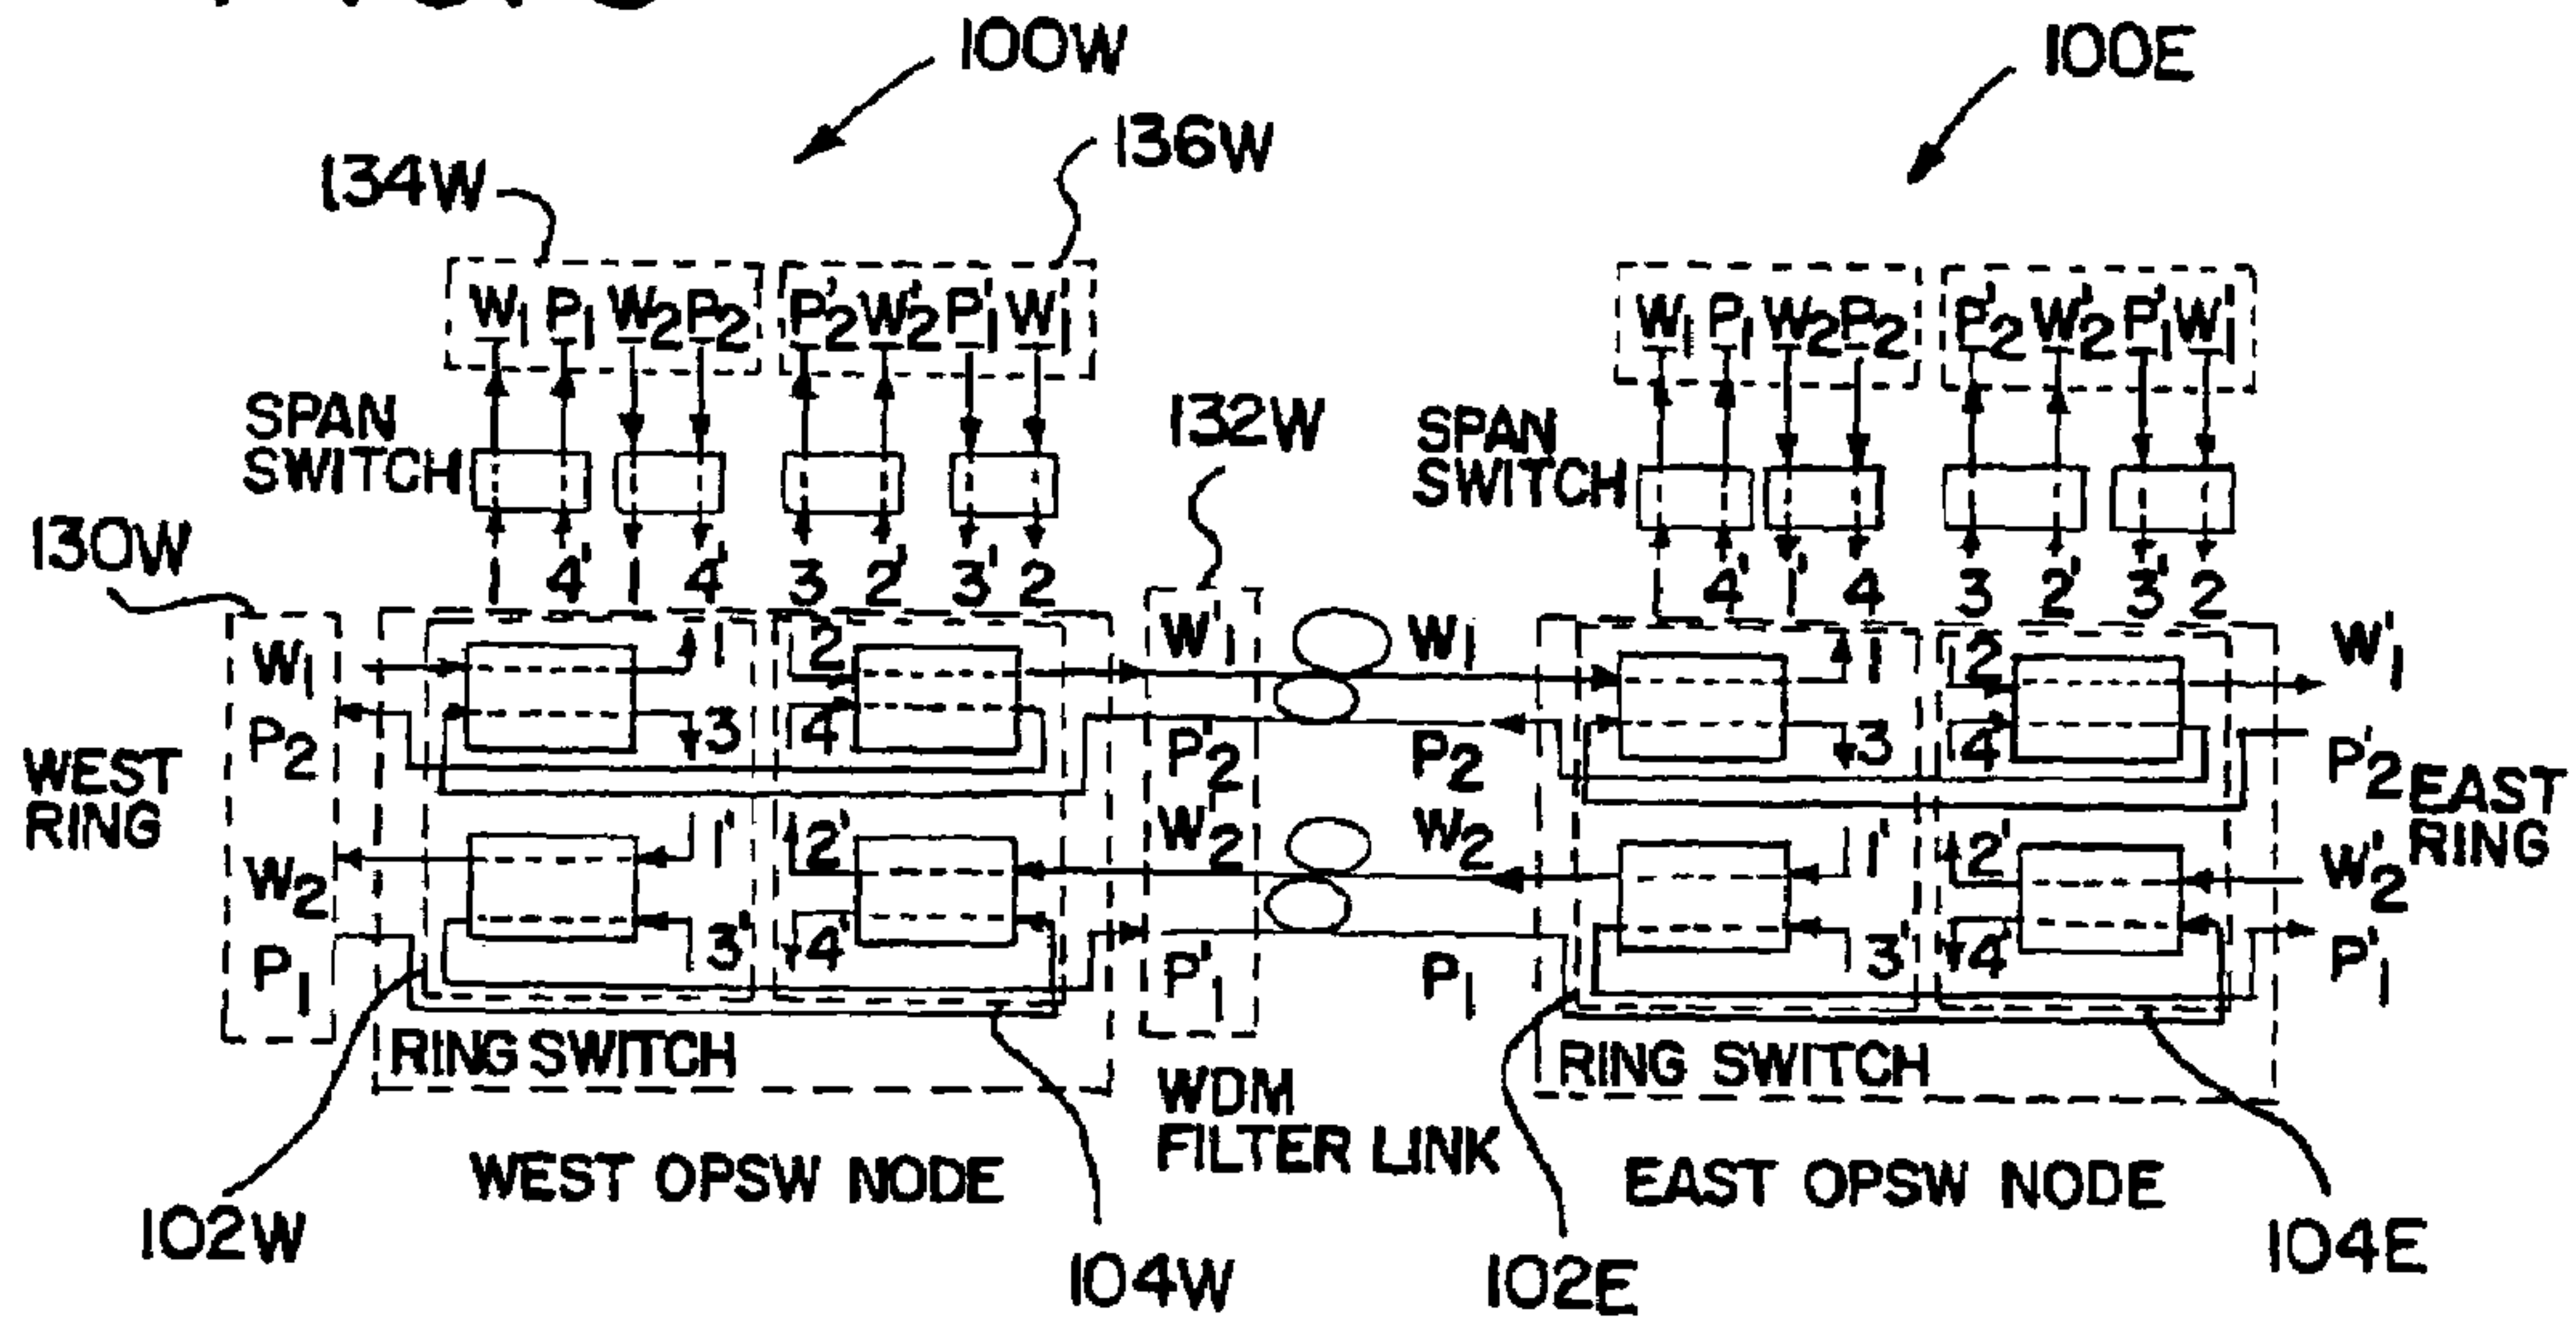 100W
100E
134W
136W
W1 P1 W2 P2 P'2 W'2 P'1 W'1
W1 P1 W2 P2 P'2 W'2 P'1 W'1
SPAN
SWITCH
132W
SPAN
SWITCH
130W
1 4' 1 4' 3 2' 3' 2
1 4' 1' 4 3 2' 3' 2
W1
P2
W2
P1
WEST
RING
1
3
1'
3'
2
4
2'
4'
W'1
P'2
W'2
P'1
W1
P2
W2
P1
1
3
1'
3'
2
4
2'
4'
W'1
P'2
W'2
P'1
EAST
RING
RING SWITCH
RING SWITCH
WDM
FILTER LINK
WEST OPSW NODE
EAST OPSW NODE
102W
104W
102E
104E